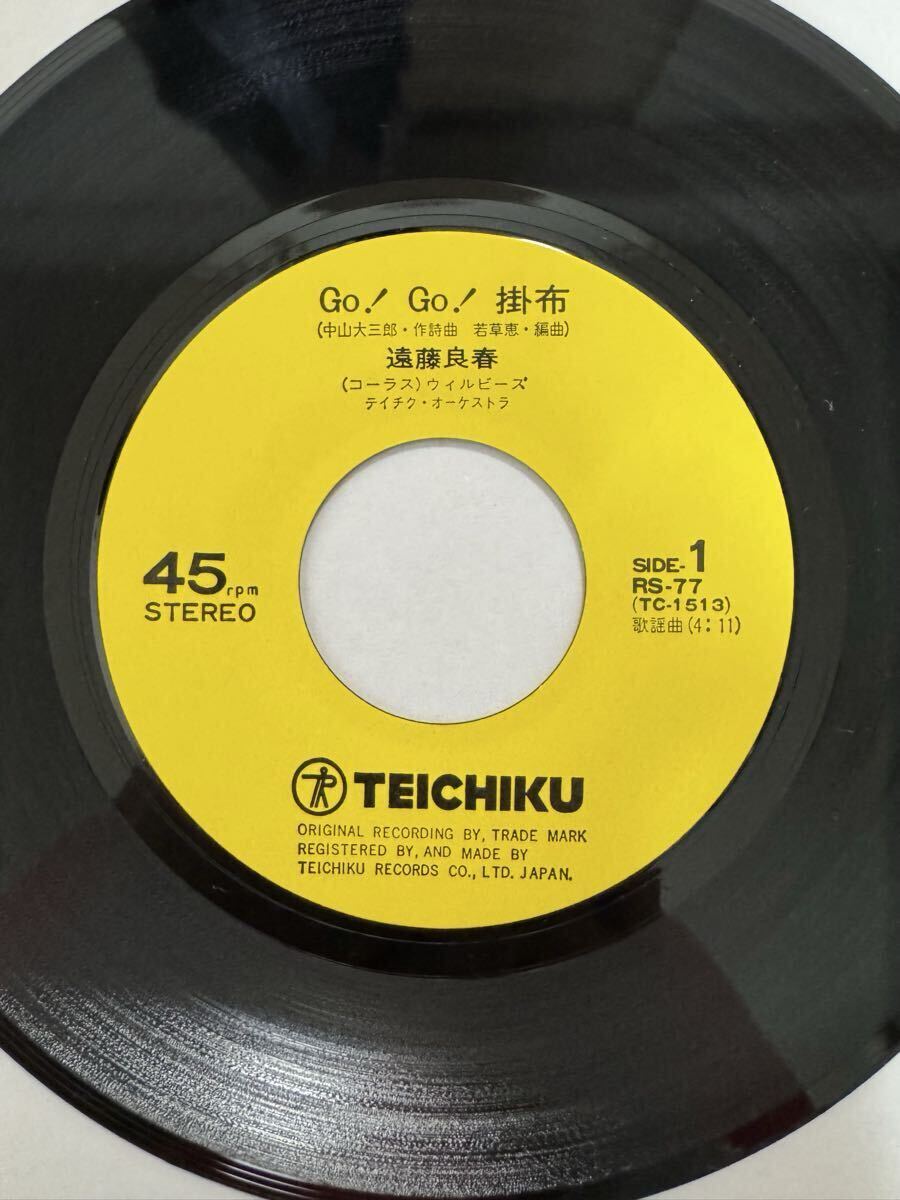 Go! Go! 掛布
(中山大三郎・作詩曲 若草恵・編曲)
遠藤良春
(コーラス)ウィルビーズ
テイチク・オーケストラ
45rpm
STEREO
SIDE-1
RS-77
(TC-1513)
歌謡曲(4:11)
TEICHIKU
ORIGINAL RECORDING BY, TRADE MARK
REGISTERED BY, AND MADE BY
TEICHIKU RECORDS CO., LTD. JAPAN.